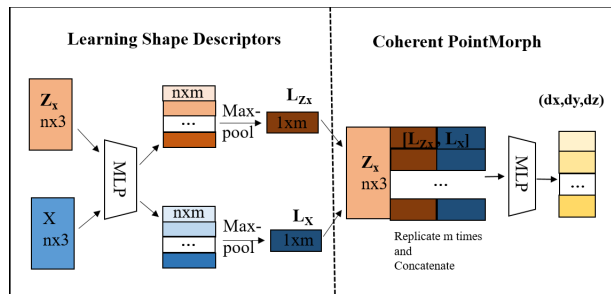 Learning Shape Descriptors
Coherent PointMorph
Zx
nx3
X
nx3
MLP
nxm
...
Max-
pool
LZx
1xm
nxm
...
Max-
pool
LX
1xm
Zx
nx3
[LZx, LX]
...
Replicate m times
and
Concatenate
MLP
(dx,dy,dz)
...